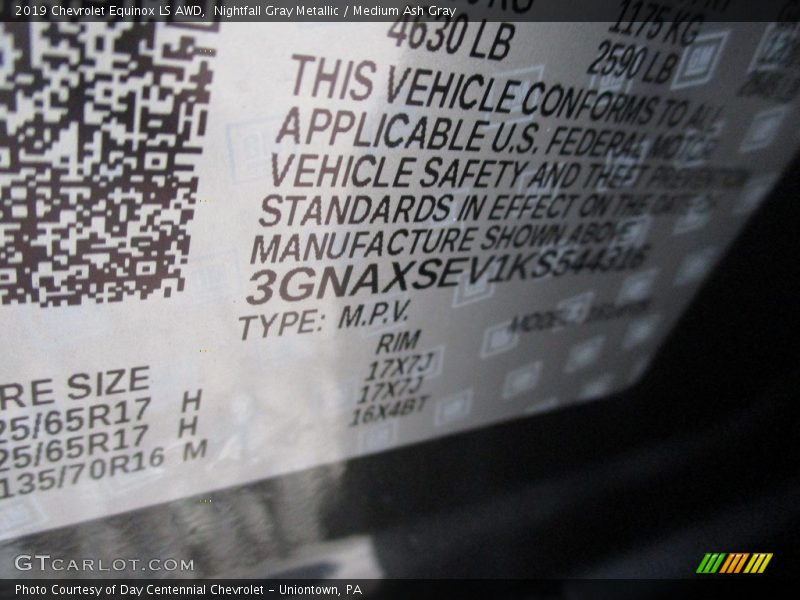 2019 Chevrolet Equinox LS AWD,  Nightfall Gray Metallic / Medium Ash Gray
1175 KG
4630 LB 2590 LB
THIS VEHICLE CONFORMS TO ALL
APPLICABLE U.S. FEDERAL MOTOR
VEHICLE SAFETY AND THEFT PREVENTION
STANDARDS IN EFFECT ON THE DATE OF
MANUFACTURE SHOWN ABOVE
3GNAXSEV1KS544316
TYPE: M.P.V. MODEL:
RE SIZE RIM
25/65R17 H 17X7J
25/65R17 H 17X7J
135/70R16 M 16X4BT
GTCARLOT.COM
Photo Courtesy of Day Centennial Chevrolet - Uniontown, PA